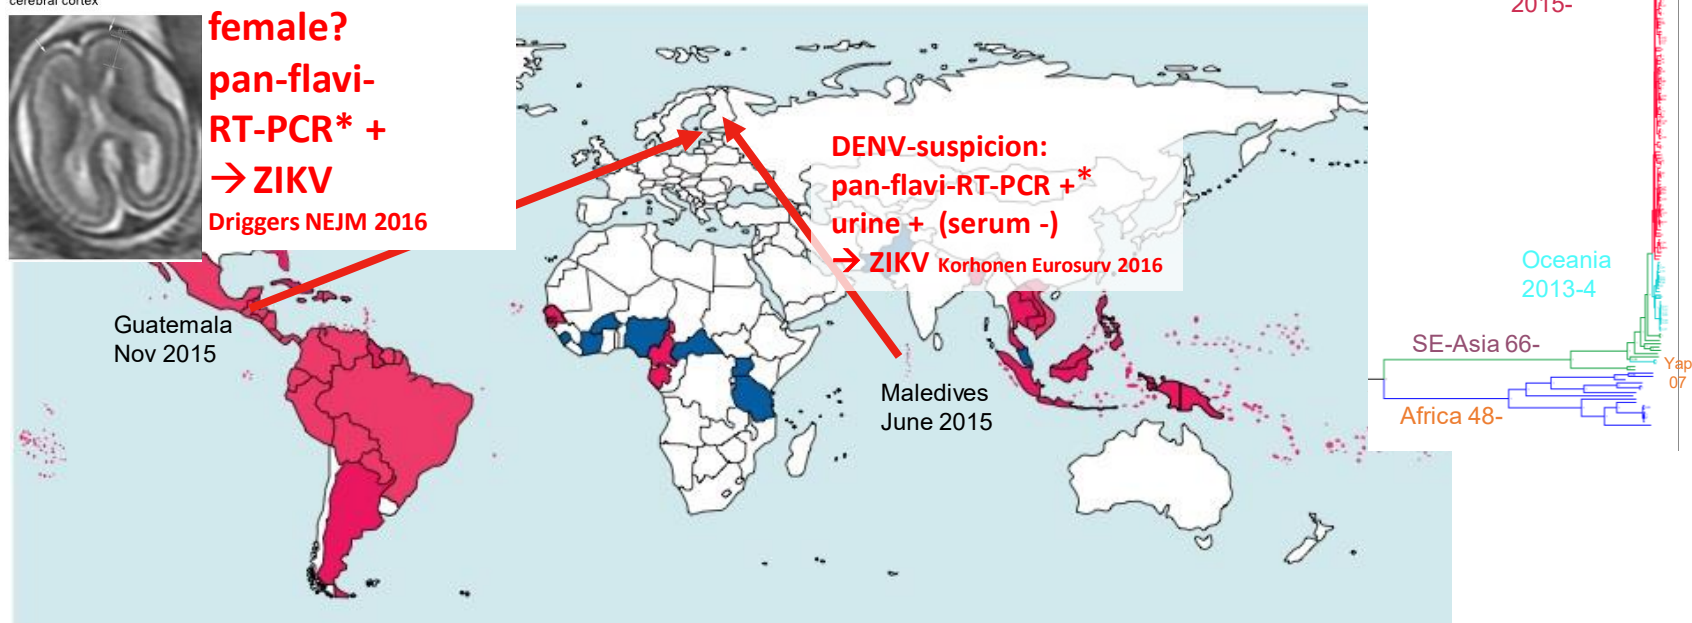 cerebral cortex
female?
pan-flavi-
RT-PCR* +
→ ZIKV
Driggers NEJM 2016
DENV-suspicion:
pan-flavi-RT-PCR +*
urine + (serum -)
→ ZIKV Korhonen Eurosurv 2016
Guatemala
Nov 2015
Maledives
June 2015
2015-
Oceania
2013-4
SE-Asia 66-
Yap
07
Africa 48-